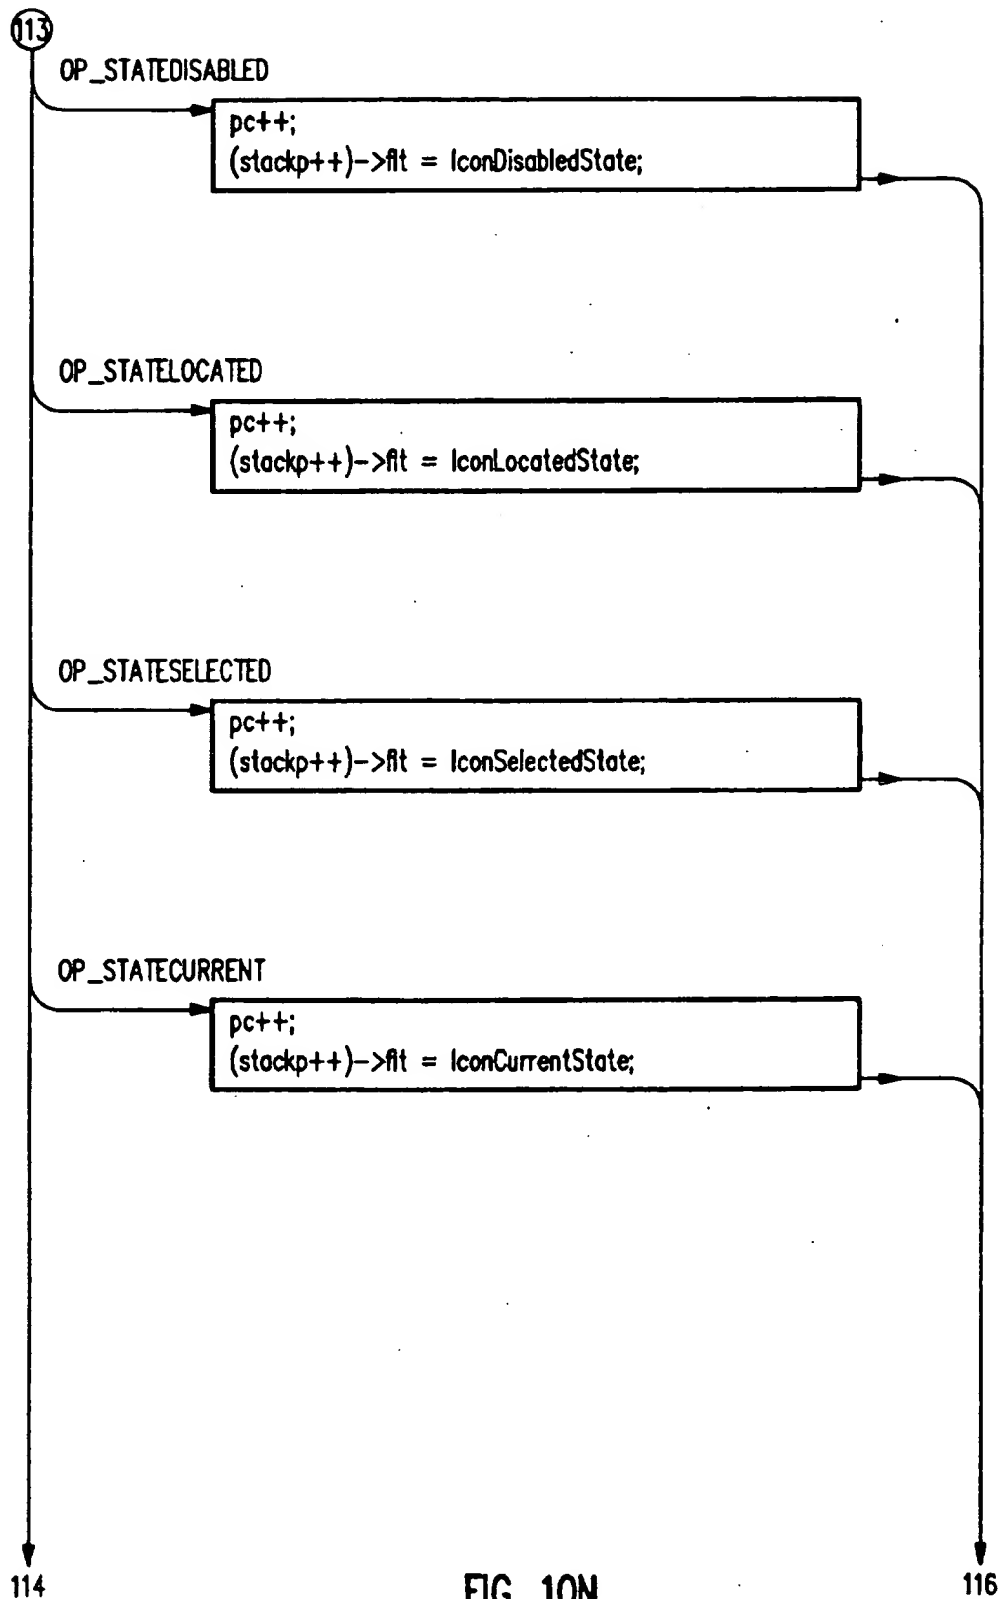 113
OP_STATEDISABLED
pc++;
(stackp++)->flt = IconDisabledState;
OP_STATELOCATED
pc++;
(stackp++)->flt = IconLocatedState;
OP_STATESELECTED
pc++;
(stackp++)->flt = IconSelectedState;
OP_STATECURRENT
pc++;
(stackp++)->flt = IconCurrentState;
114
FIG. 10N
116